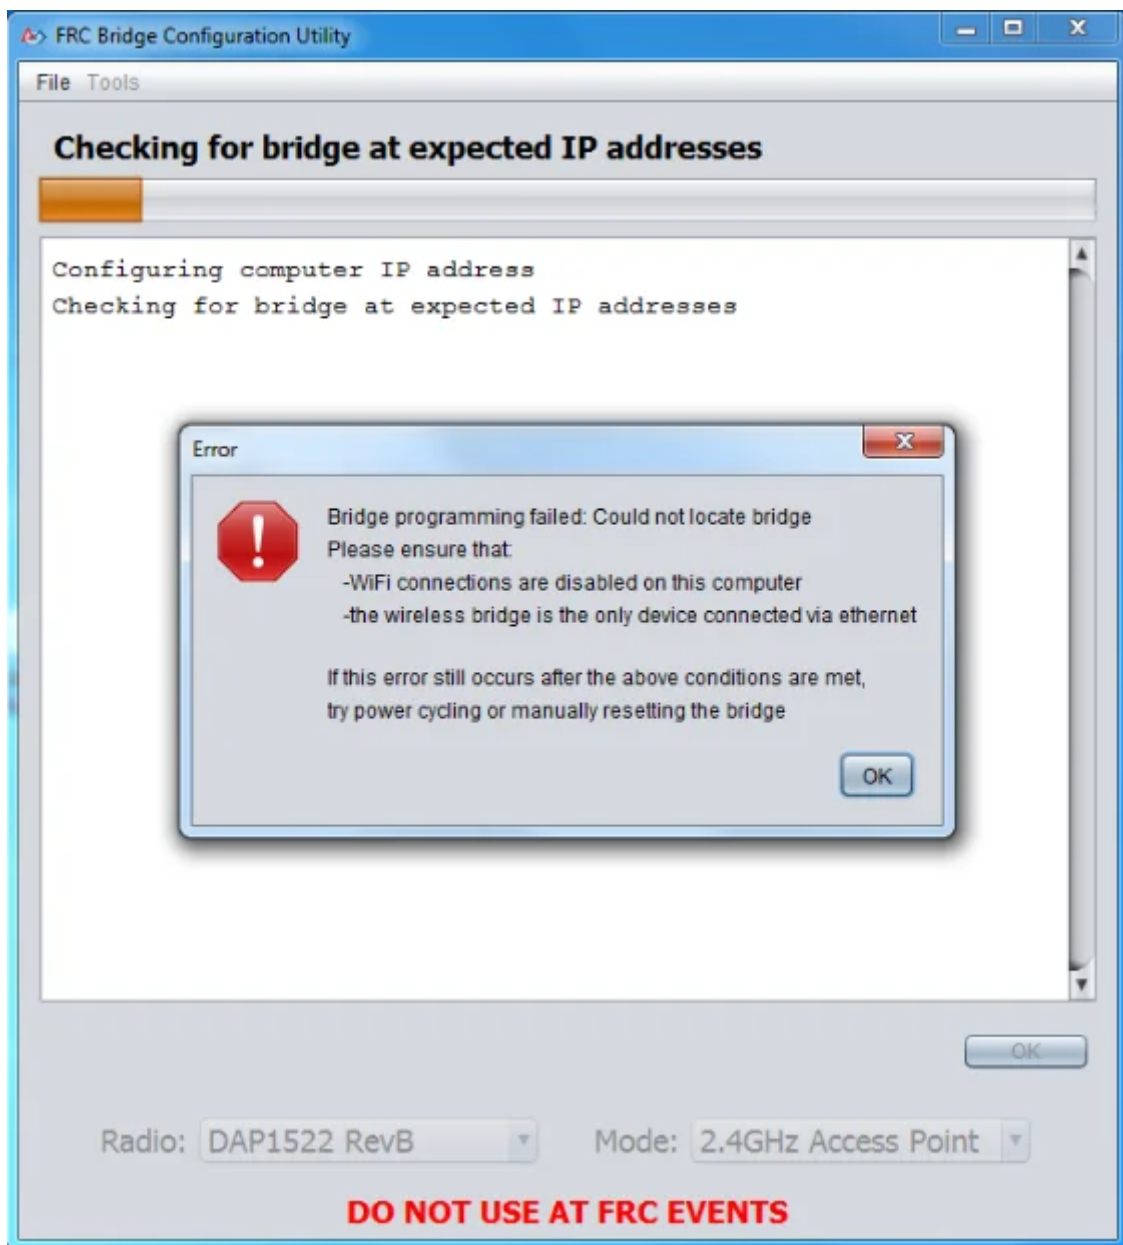 FRC Bridge Configuration Utility
File Tools
Checking for bridge at expected IP addresses
Configuring computer IP address
Checking for bridge at expected IP addresses
Error
Bridge programming failed: Could not locate bridge
Please ensure that:
-WiFi connections are disabled on this computer
-the wireless bridge is the only device connected via ethernet
If this error still occurs after the above conditions are met,
try power cycling or manually resetting the bridge
OK
OK
Radio: DAP1522 RevB Mode: 2.4GHz Access Point
DO NOT USE AT FRC EVENTS